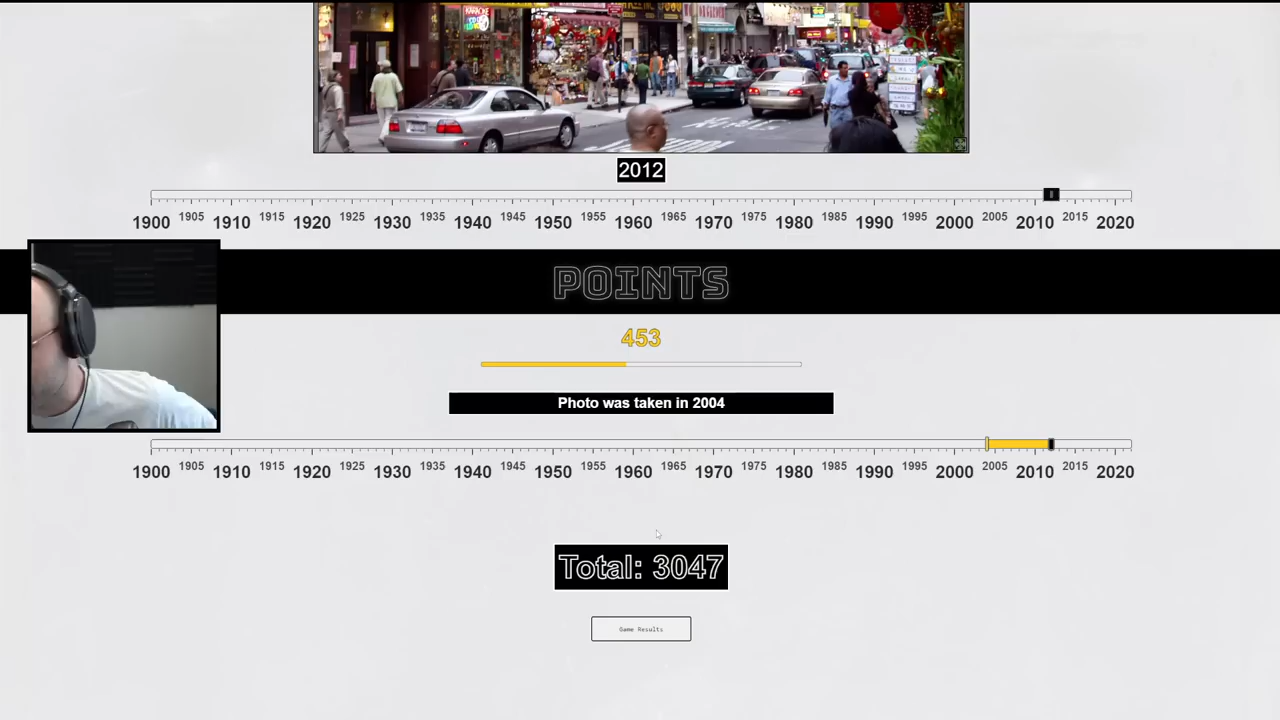 KARAOKE
2012
1900 1905 1910 1915 1920 1925 1930 1935 1940 1945 1950 1955 1960 1965 1970 1975 1980 1985 1990 1995 2000 2005 2010 2015 2020
POINTS
453
Photo was taken in 2004
1900 1905 1910 1915 1920 1925 1930 1935 1940 1945 1950 1955 1960 1965 1970 1975 1980 1985 1990 1995 2000 2005 2010 2015 2020
Total: 3047
Game Results